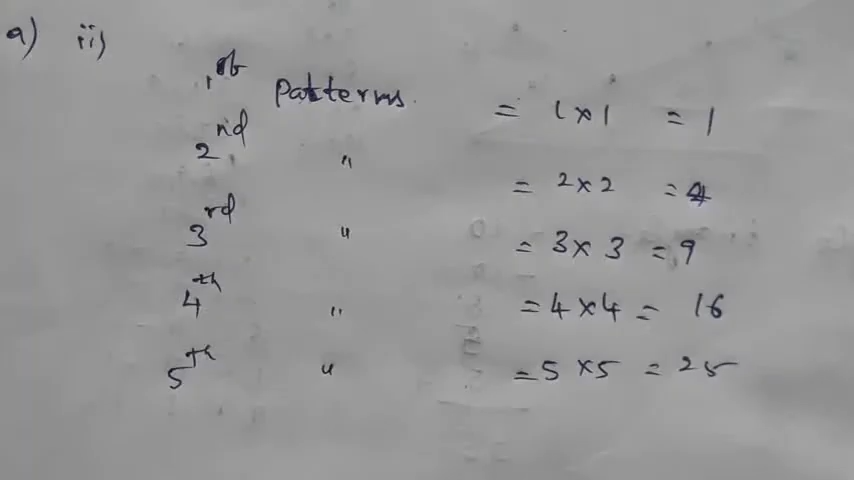 a) ii)
1st Patterns = 1×1 = 1
2nd " = 2×2 = 4
3rd " = 3×3 = 9
4th " = 4×4 = 16
5th " = 5×5 = 25